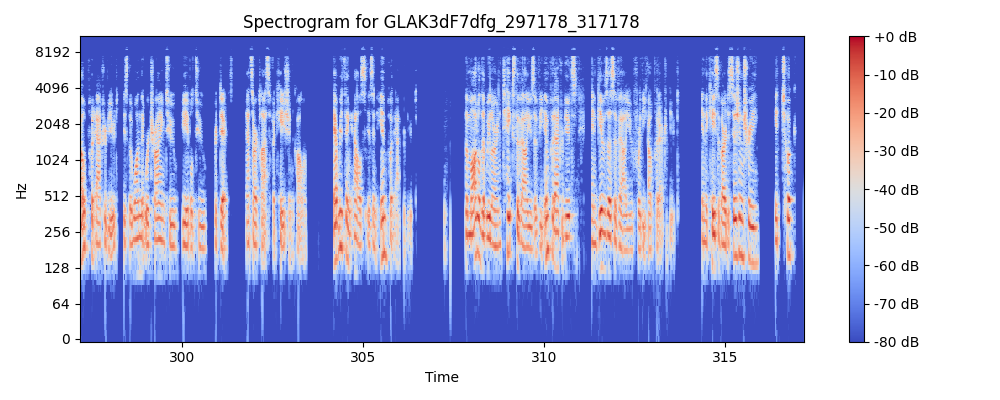 Spectrogram for GLAK3dF7dfg_297178_317178
8192
4096
2048
1024
512
256
128
64
0
Hz
300 305 310 315
Time
+0 dB
-10 dB
-20 dB
-30 dB
-40 dB
-50 dB
-60 dB
-70 dB
-80 dB